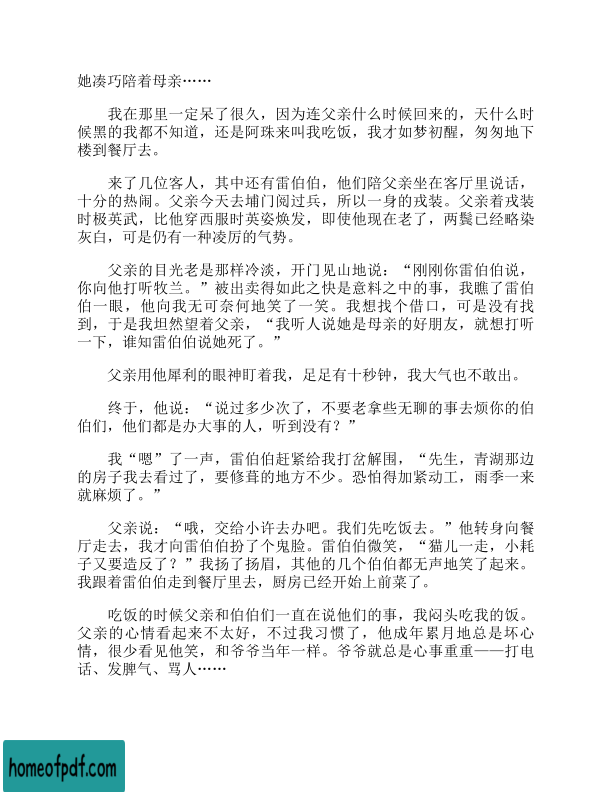 她凑巧陪着母亲……
我在那里一定呆了很久，因为连父亲什么时候回来的，天什么时
候黑的我都不知道，还是阿珠来叫我吃饭，我才如梦初醒，匆匆地下
楼到餐厅去。
来了几位客人，其中还有雷伯伯，他们陪父亲坐在客厅里说话，
十分的热闹。父亲今天去埔门阅过兵，所以一身的戎装。父亲着戎装
时极英武，比他穿西服时英姿焕发，即使他现在老了，两鬓已经略染
灰白，可是仍有一种凌厉的气势。
父亲的目光老是那样冷淡，开门见山地说：“刚刚你雷伯伯说，
你向他打听牧兰。”被出卖得如此之快是意料之中的事，我瞧了雷伯
伯一眼，他向我无可奈何地笑了一笑。我想找个借口，可是没有找
到，于是我坦然望着父亲，“我听人说她是母亲的好朋友，就想打听
一下，谁知雷伯伯说她死了。”
父亲用他犀利的眼神盯着我，足足有十秒钟，我大气也不敢出。
终于，他说：“说过多少次了，不要老拿些无聊的事去烦你的伯
伯们，他们都是办大事的人，听到没有？”
我“嗯”了一声，雷伯伯赶紧给我打岔解围，“先生，青湖那边
的房子我去看过了，要修葺的地方不少。恐怕得加紧动工，雨季一来
就麻烦了。”
父亲说：“哦，交给小许去办吧。我们先吃饭去。”他转身向餐
厅走去，我才向雷伯伯扮了个鬼脸。雷伯伯微笑，“猫儿一走，小耗
子又要造反了？”我扬了扬眉，其他的几个伯伯都无声地笑了起来。
我跟着雷伯伯走到餐厅里去，厨房已经开始上前菜了。
吃饭的时候父亲和伯伯们一直在说他们的事，我闷头吃我的饭。
父亲的心情看起来不太好，不过我习惯了，他成年累月地总是坏心
情，很少看见他笑，和爷爷当年一样。爷爷就总是心事重重——打电
话、发脾气、骂人……
homeofpdf.com